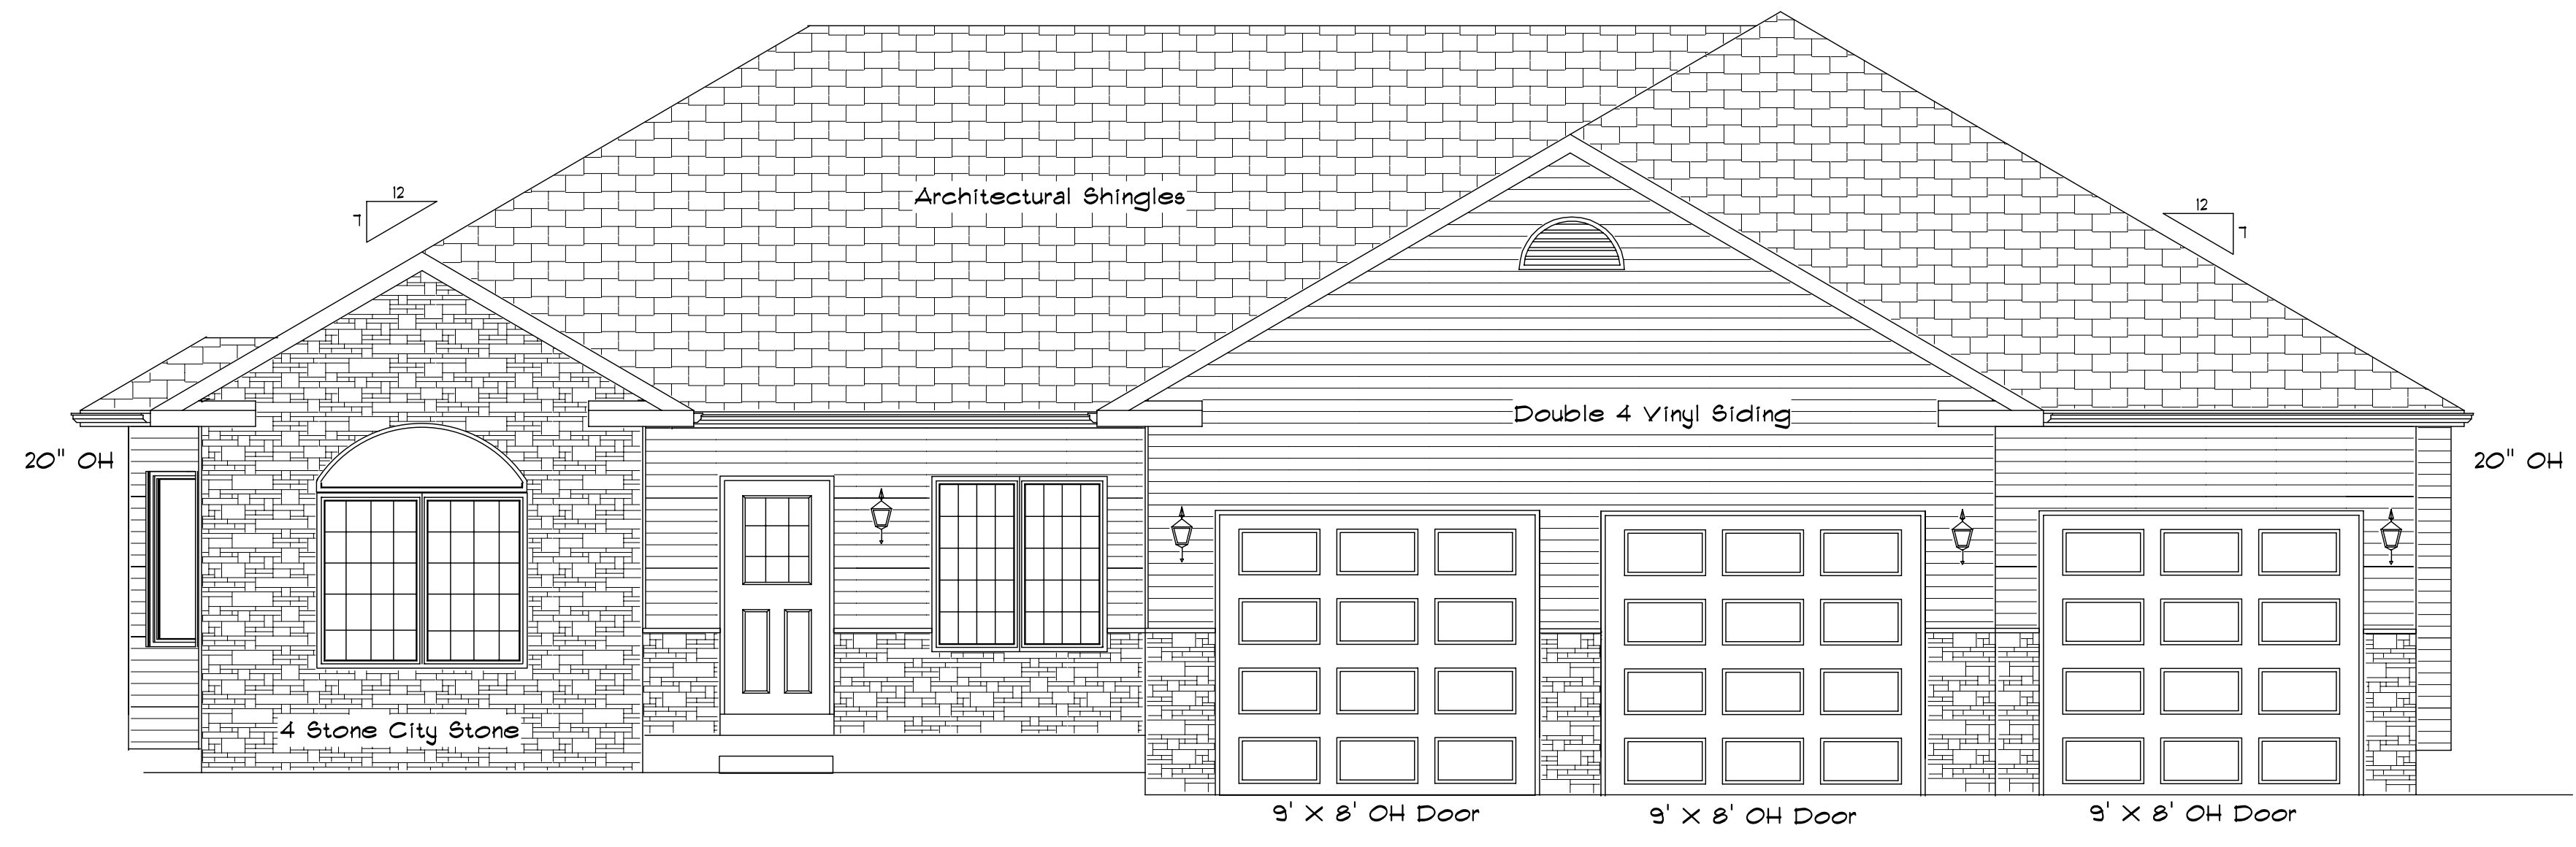 Architectural Shingles
12
7
12
7
Double 4 Vinyl Siding
20" OH
20" OH
4 Stone City Stone
9' X 8' OH Door
9' X 8' OH Door
9' X 8' OH Door